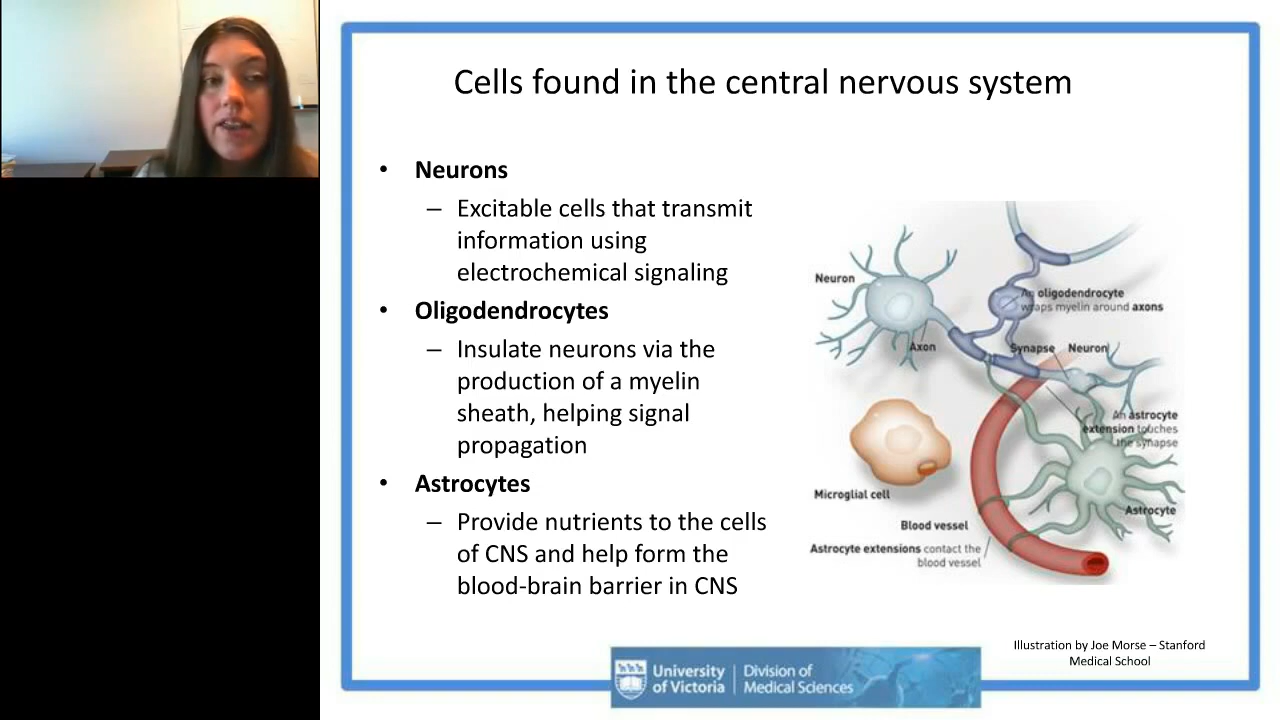 Cells found in the central nervous system
• Neurons
– Excitable cells that transmit
information using
electrochemical signaling
• Oligodendrocytes
– Insulate neurons via the
production of a myelin
sheath, helping signal
propagation
• Astrocytes
– Provide nutrients to the cells
of CNS and help form the
blood-brain barrier in CNS
Neuron
An oligodendrocyte
wraps myelin around axons
Axon
Synapse
Neuron
An astrocyte
extension touches
the synapse
Microglial cell
Astrocyte
Blood vessel
Astrocyte extensions contact the
blood vessel
Illustration by Joe Morse – Stanford
Medical School
University
of Victoria
Division of
Medical Sciences